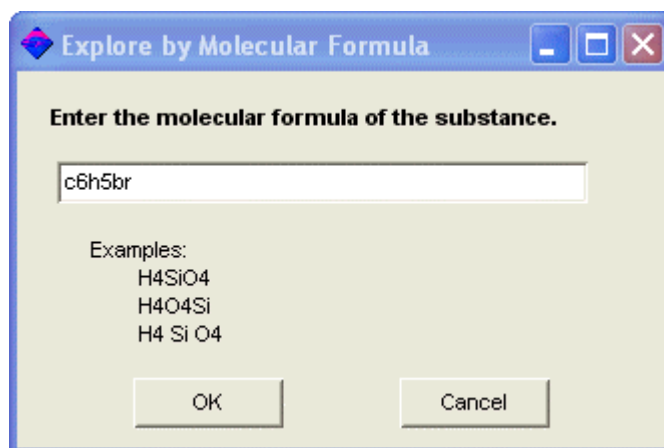 Explore by Molecular Formula
Enter the molecular formula of the substance.
c6h5br
Examples:
H4SiO4
H4O4Si
H4 Si O4
OK Cancel